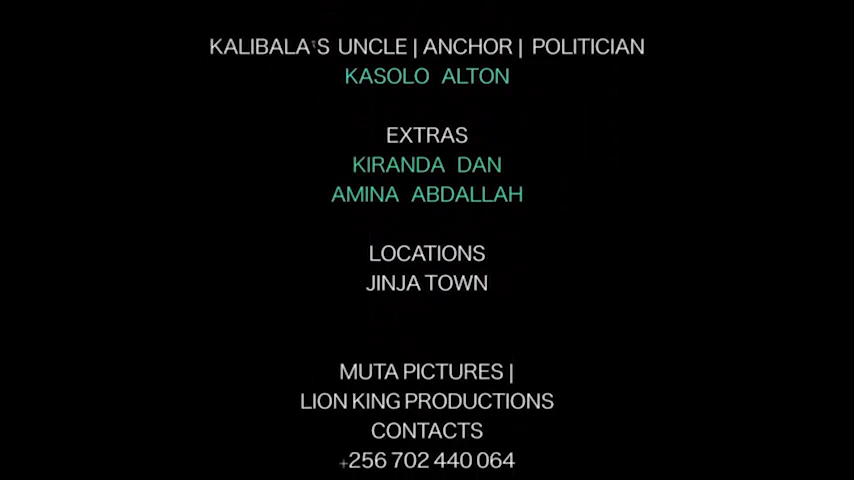 KALIBALA'S UNCLE | ANCHOR | POLITICIAN
KASOLO ALTON
EXTRAS
KIRANDA DAN
AMINA ABDALLAH
LOCATIONS
JINJA TOWN
MUTA PICTURES |
LION KING PRODUCTIONS
CONTACTS
+256 702 440 064